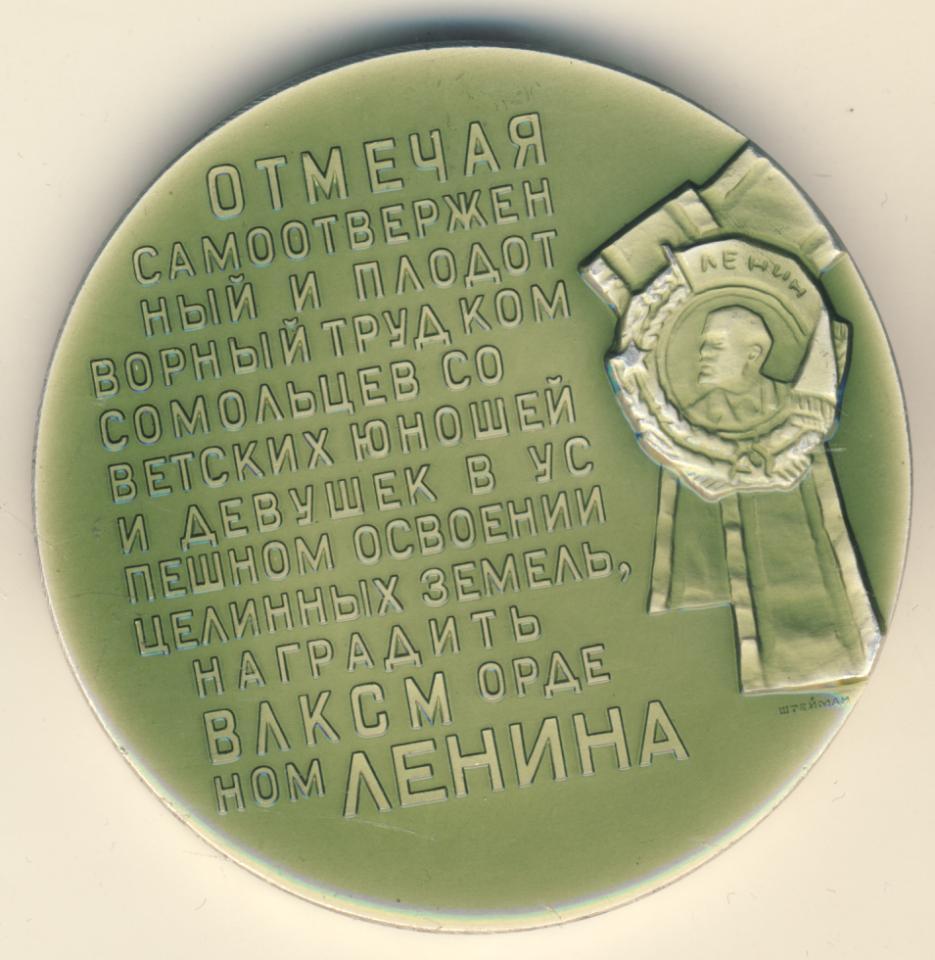 ОТМЕЧАЯ
САМООТВЕРЖЕН
НЫЙ И ПЛОДОТ
ВОРНЫЙ ТРУД КОМ
СОМОЛЬЦЕВ СО
ВЕТСКИХ ЮНОШЕЙ
И ДЕВУШЕК В УС
ПЕШНОМ ОСВОЕНИИ
ЦЕЛИННЫХ ЗЕМЕЛЬ,
НАГРАДИТЬ
ВЛКСМ ОРДЕ
НОМ ЛЕНИНА
ЛЕНИН
ШТЕЙМАН